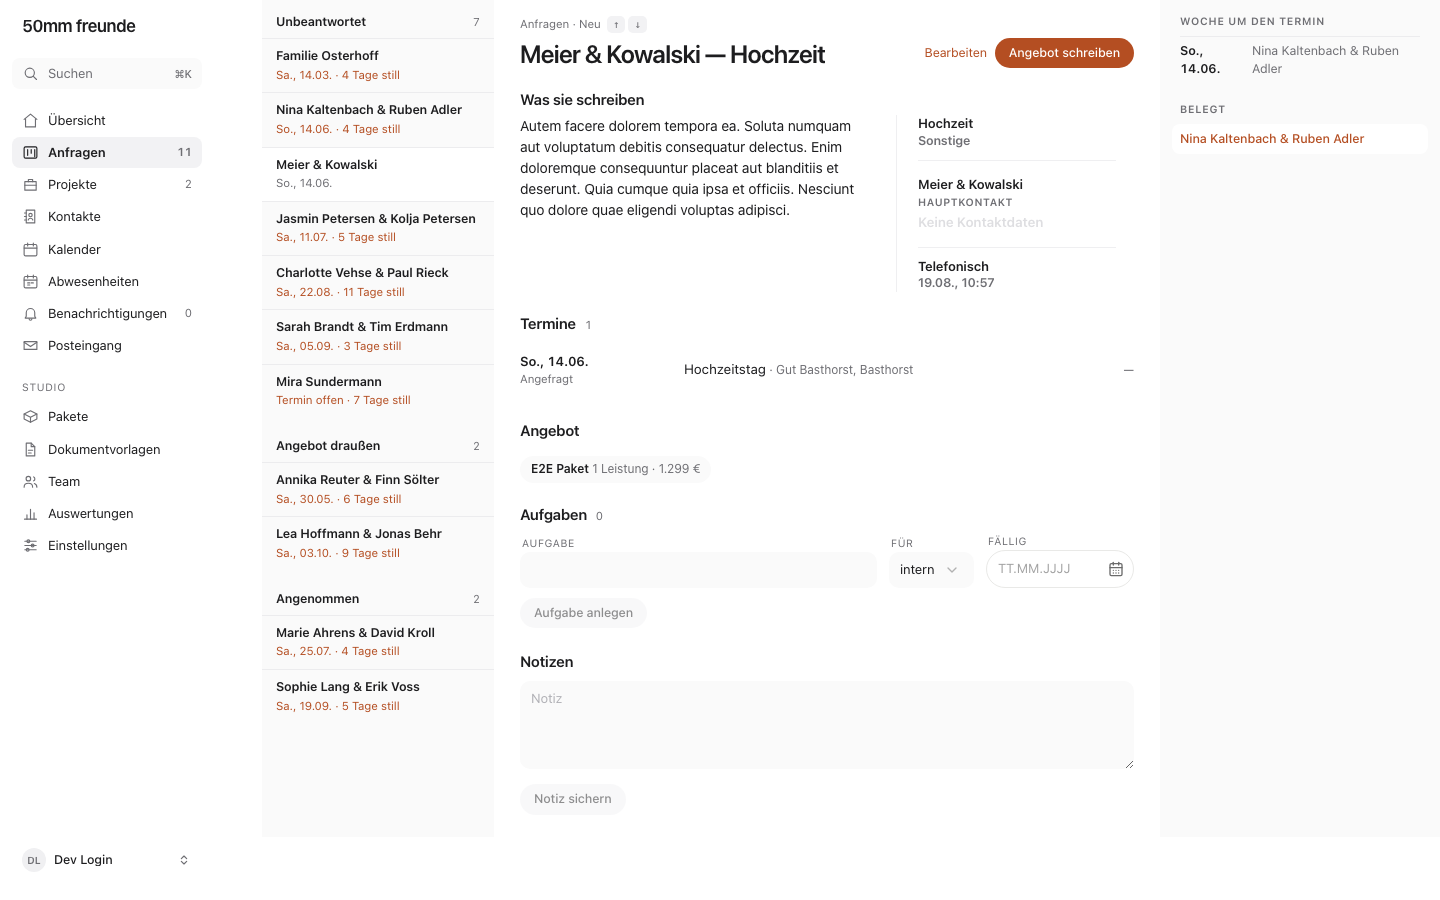 50mm freunde
Suchen ⌘K
Übersicht
Anfragen 11
Projekte 2
Kontakte
Kalender
Abwesenheiten
Benachrichtigungen 0
Posteingang
STUDIO
Pakete
Dokumentvorlagen
Team
Auswertungen
Einstellungen
DL Dev Login
Unbeantwortet 7
Familie Osterhoff
Sa., 14.03. · 4 Tage still
Nina Kaltenbach & Ruben Adler
So., 14.06. · 4 Tage still
Meier & Kowalski
So., 14.06.
Jasmin Petersen & Kolja Petersen
Sa., 11.07. · 5 Tage still
Charlotte Vehse & Paul Rieck
Sa., 22.08. · 11 Tage still
Sarah Brandt & Tim Erdmann
Sa., 05.09. · 3 Tage still
Mira Sundermann
Termin offen · 7 Tage still
Angebot draußen 2
Annika Reuter & Finn Sölter
Sa., 30.05. · 6 Tage still
Lea Hoffmann & Jonas Behr
Sa., 03.10. · 9 Tage still
Angenommen 2
Marie Ahrens & David Kroll
Sa., 25.07. · 4 Tage still
Sophie Lang & Erik Voss
Sa., 19.09. · 5 Tage still
Anfragen · Neu ↑ ↓
Meier & Kowalski — Hochzeit
Bearbeiten Angebot schreiben
Was sie schreiben
Autem facere dolorem tempora ea. Soluta numquam
aut voluptatum debitis consequatur delectus. Enim
doloremque consequuntur placeat aut blanditiis et
deserunt. Quia cumque quia ipsa et officiis. Nesciunt
quo dolore quae eligendi voluptas adipisci.
Hochzeit
Sonstige
Meier & Kowalski
HAUPTKONTAKT
Keine Kontaktdaten
Telefonisch
19.08., 10:57
Termine 1
So., 14.06.
Angefragt
Hochzeitstag · Gut Basthorst, Basthorst —
Angebot
E2E Paket 1 Leistung · 1.299 €
Aufgaben 0
AUFGABE FÜR FÄLLIG
intern TT.MM.JJJJ
Aufgabe anlegen
Notizen
Notiz
Notiz sichern
WOCHE UM DEN TERMIN
So., 14.06.
Nina Kaltenbach & Ruben
Adler
BELEGT
Nina Kaltenbach & Ruben Adler